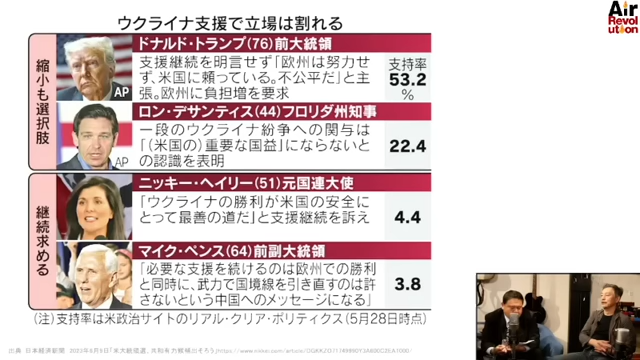 Air
Revol
ution
ウクライナ支援で立場は割れる
縮小も選択肢
ドナルド・トランプ(76)前大統領
支援継続を明言せず「欧州は努力せ
ず、米国に頼っている。不公平だ」と主
張。欧州に負担増を要求
支持率
53.2
%
AP
ロン・デサンティス(44)フロリダ州知事
一段のウクライナ紛争への関与は
「(米国の)重要な国益」にならないと
の認識を表明
22.4
AP
継続求める
ニッキー・ヘイリー(51)元国連大使
「ウクライナの勝利が米国の安全に
とって最善の道だ」と支援継続を訴え
4.4
マイク・ペンス(64)前副大統領
「必要な支援を続けるのは欧州での勝利
と同時に、武力で国境線を引き直すのは許
さないという中国へのメッセージになる」
3.8
(注)支持率は米政治サイトのリアル・クリア・ポリティクス(5月28日時点)
出典 日本経済新聞